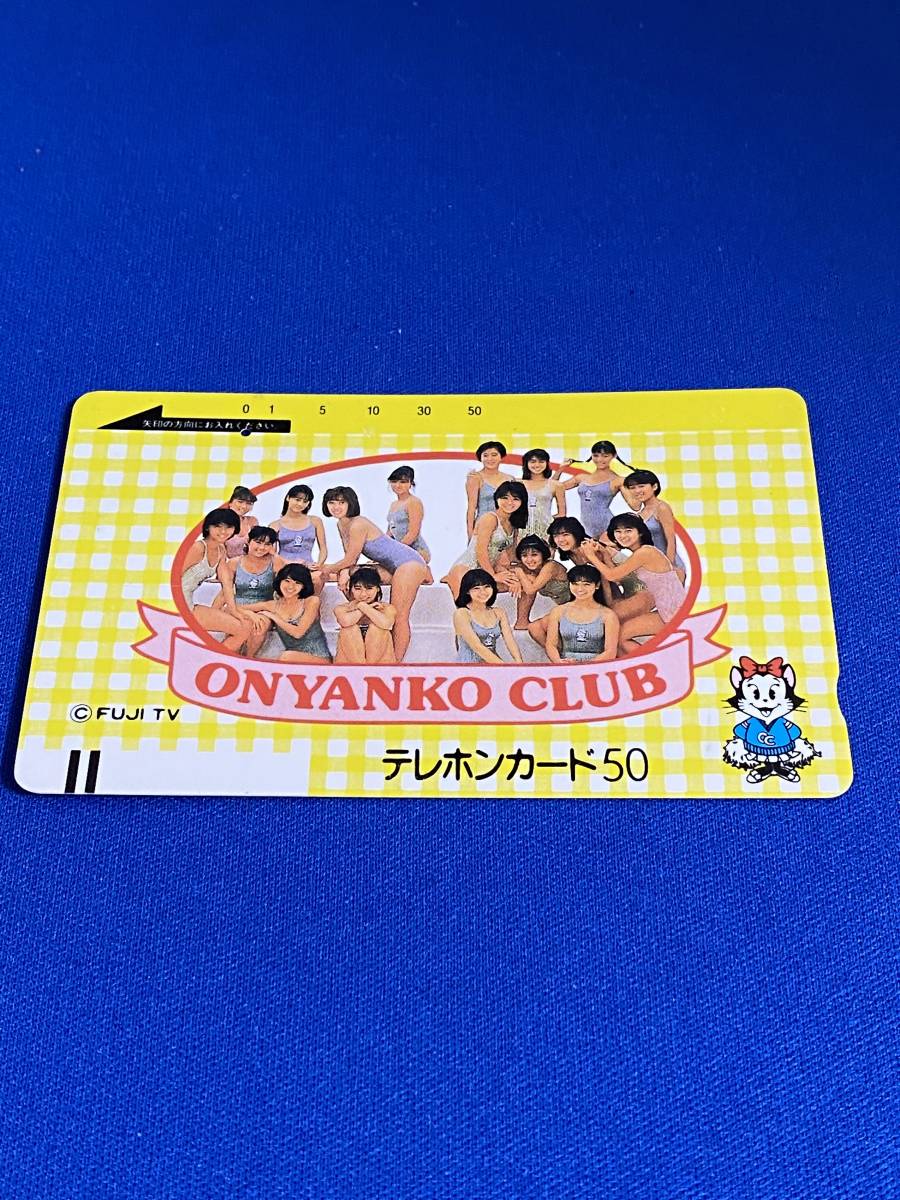 0 1 5 10 30 50
矢印の方向にお入れください
ONYANKO CLUB
© FUJI TV
テレホンカード50